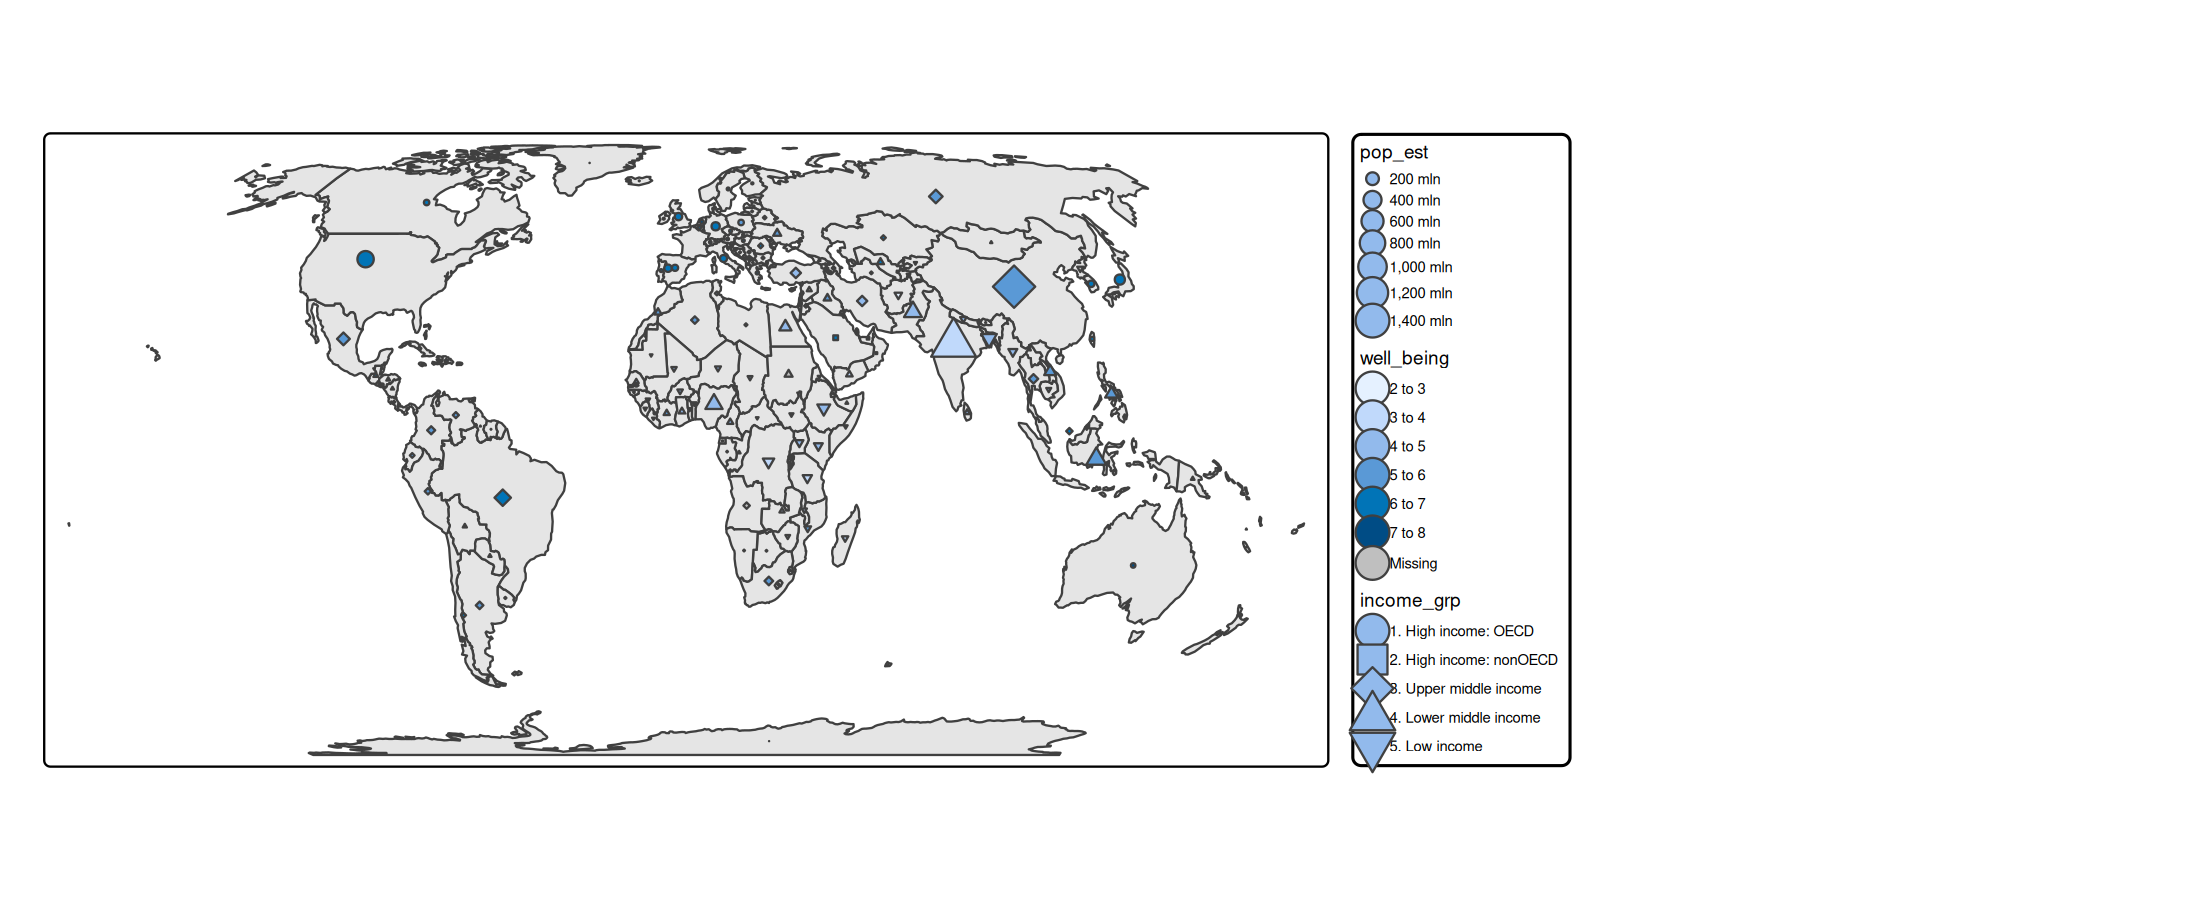 pop_est
200 mln
400 mln
600 mln
800 mln
1,000 mln
1,200 mln
1,400 mln
well_being
2 to 3
3 to 4
4 to 5
5 to 6
6 to 7
7 to 8
Missing
income_grp
1. High income: OECD
2. High income: nonOECD
3. Upper middle income
4. Lower middle income
5. Low income